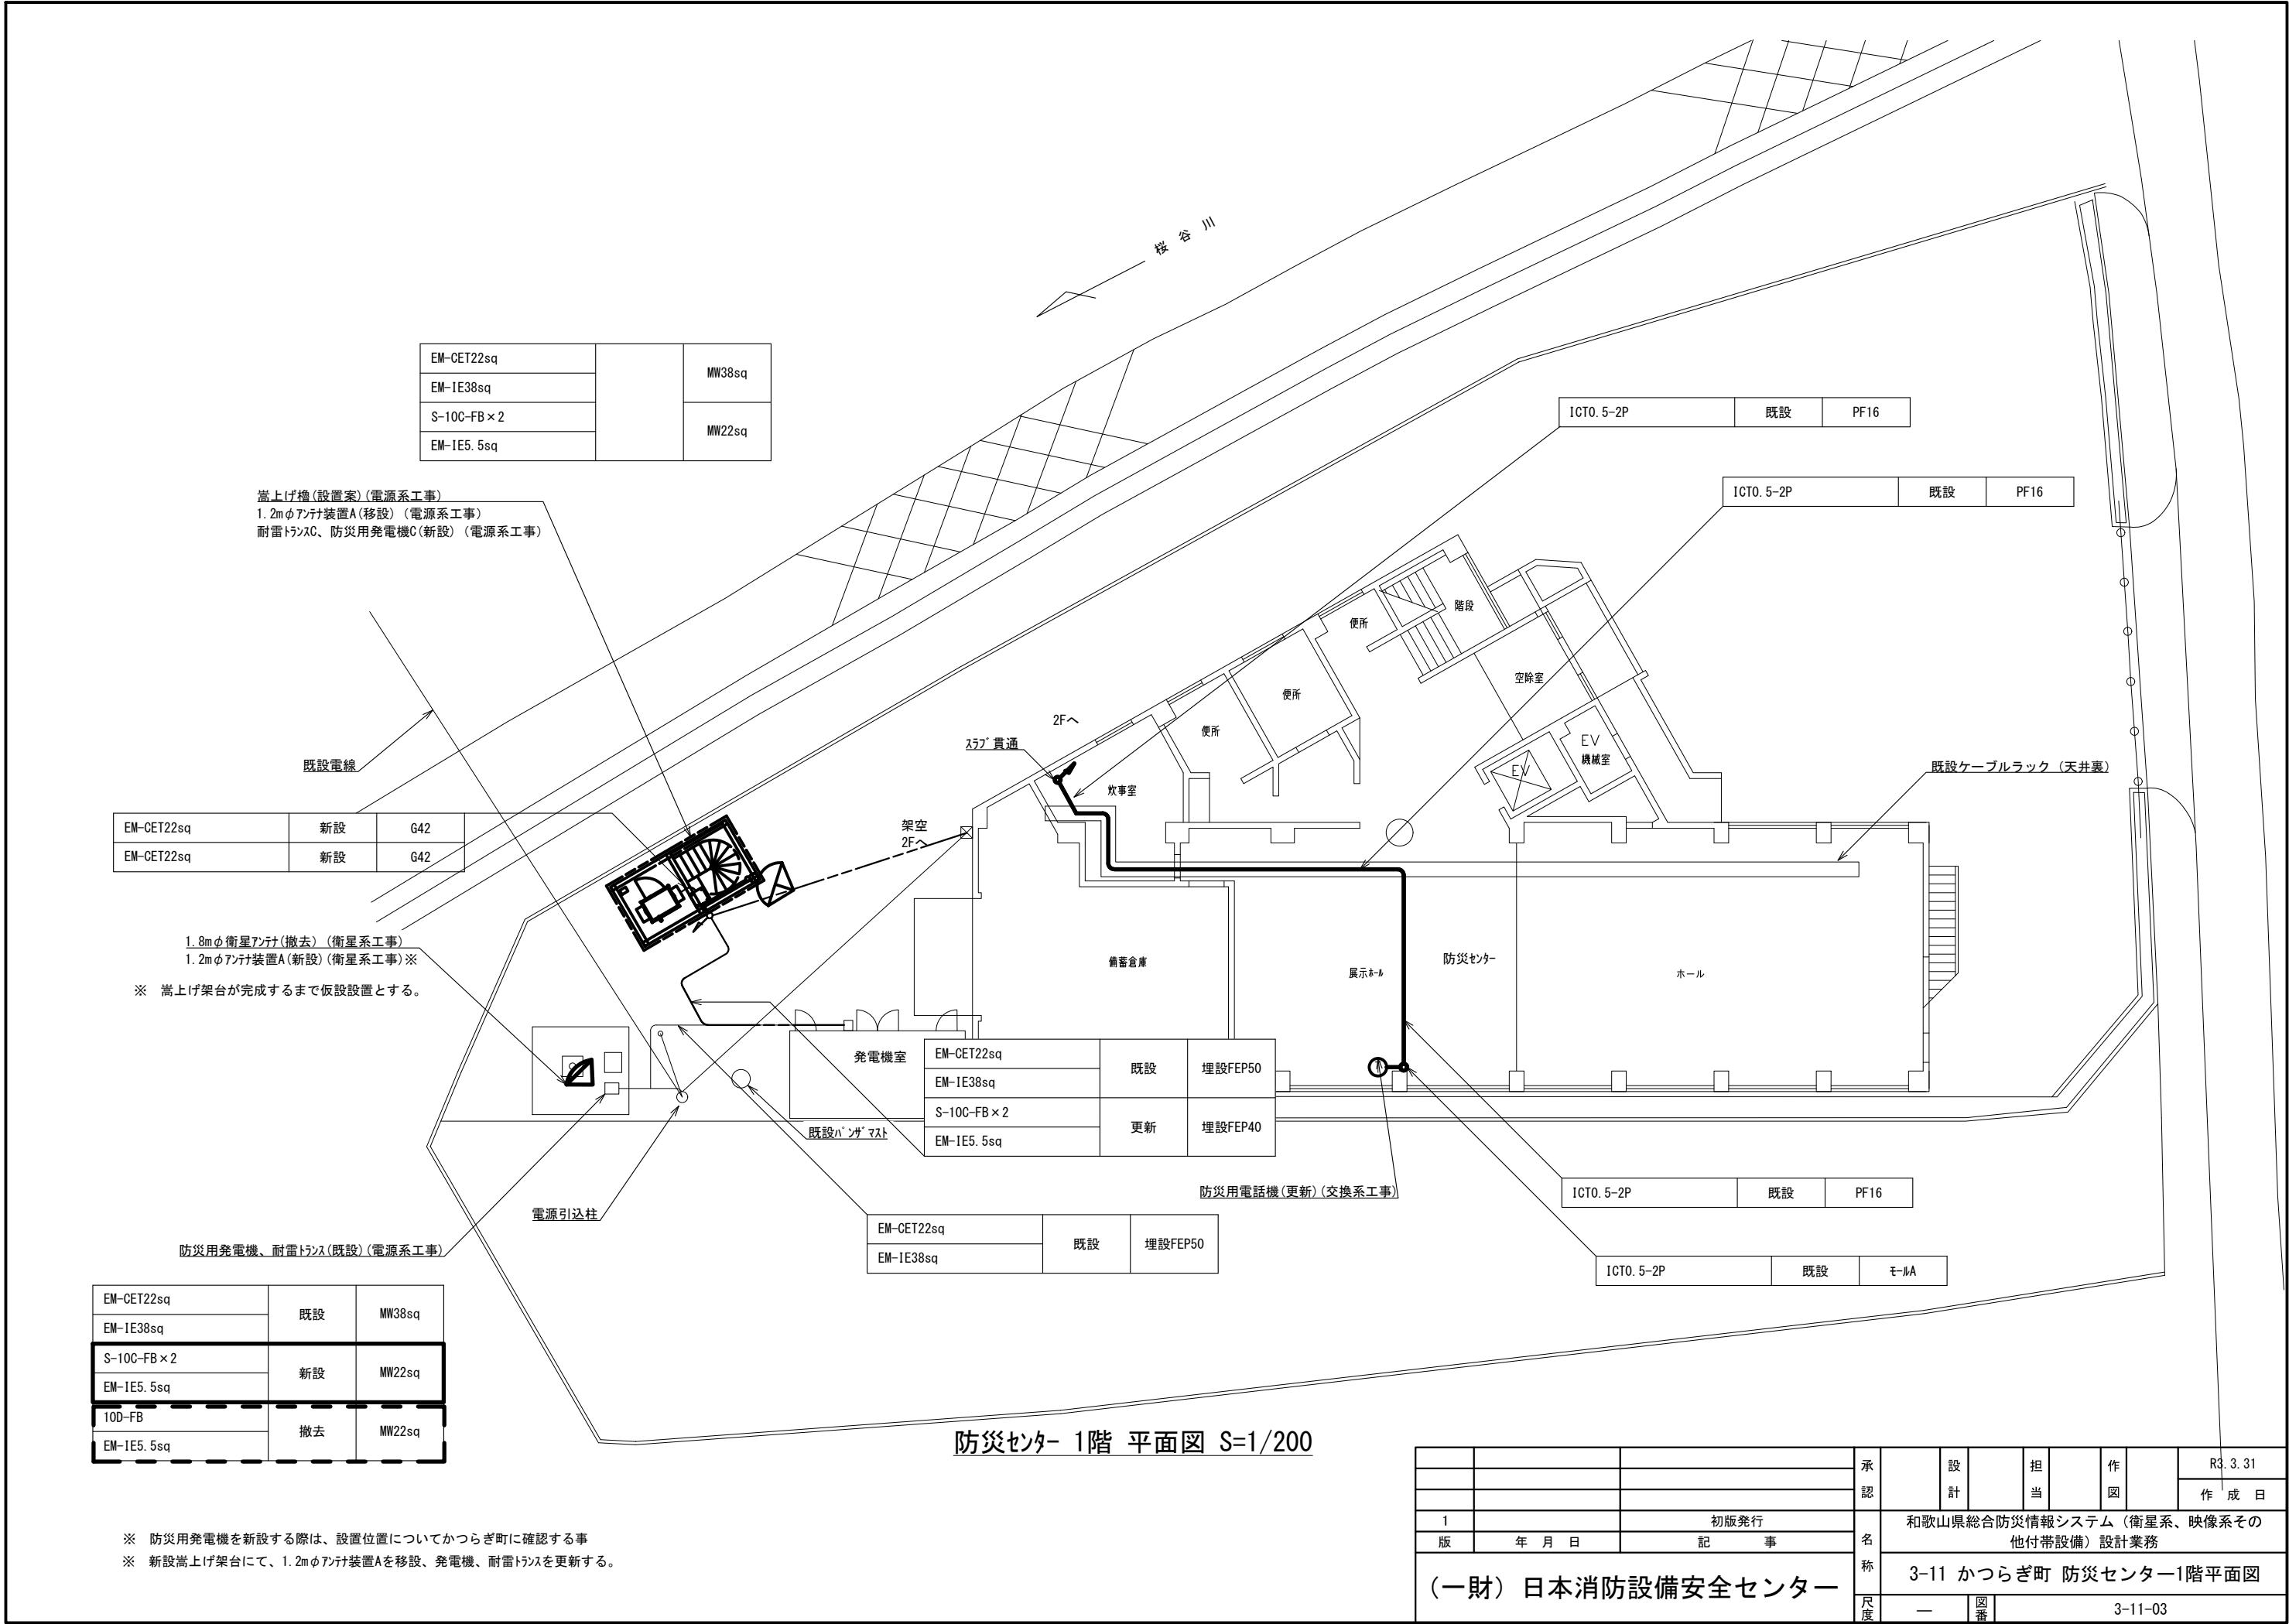 桜谷川
EM-CET22sq
EM-IE38sq
MW38sq
S-10C-FB×2
EM-IE5.5sq
MW22sq
ICT0.5-2P 既設 PF16
ICT0.5-2P 既設 PF16
嵩上げ櫓(設置案)(電源系工事)
1.2mφｱﾝﾃﾅ装置A(移設)(電源系工事)
耐雷ﾄﾗﾝｽC、防災用発電機C(新設)(電源系工事)
既設電線
EM-CET22sq 新設 G42
EM-CET22sq 新設 G42
階段
便所
空除室
便所
便所
2Fへ
ｽﾗﾌﾞ貫通
EV
機械室
EV
既設ケーブルラック（天井裏）
炊事室
架空
2Fへ
1.8mφ衛星ｱﾝﾃﾅ(撤去)(衛星系工事)
1.2mφｱﾝﾃﾅ装置A(新設)(衛星系工事)※
※　嵩上げ架台が完成するまで仮設設置とする。
備蓄倉庫
展示ﾎｰﾙ
防災ｾﾝﾀｰ
ホール
発電機室
EM-CET22sq
EM-IE38sq
既設 埋設FEP50
S-10C-FB×2
EM-IE5.5sq
更新 埋設FEP40
既設ﾊﾟﾝｻﾞﾏｽﾄ
防災用電話機(更新)(交換系工事)
ICT0.5-2P 既設 PF16
電源引込柱
EM-CET22sq
EM-IE38sq
既設 埋設FEP50
防災用発電機、耐雷ﾄﾗﾝｽ(既設)(電源系工事)
ICT0.5-2P 既設 ﾓｰﾙA
EM-CET22sq
EM-IE38sq
既設 MW38sq
S-10C-FB×2
EM-IE5.5sq
新設 MW22sq
10D-FB
EM-IE5.5sq
撤去 MW22sq
防災ｾﾝﾀｰ 1階 平面図 S=1/200
※　防災用発電機を新設する際は、設置位置についてかつらぎ町に確認する事
※　新設嵩上げ架台にて、1.2mφｱﾝﾃﾅ装置Aを移設、発電機、耐雷ﾄﾗﾝｽを更新する。
承認 設計 担当 作図 R3.3.31
作成日
1 初版発行
版 年月日 記事
名称 和歌山県総合防災情報システム（衛星系、映像系その
他付帯設備）設計業務
3-11 かつらぎ町 防災センター1階平面図
（一財）日本消防設備安全センター
尺度 ― 図番 3-11-03